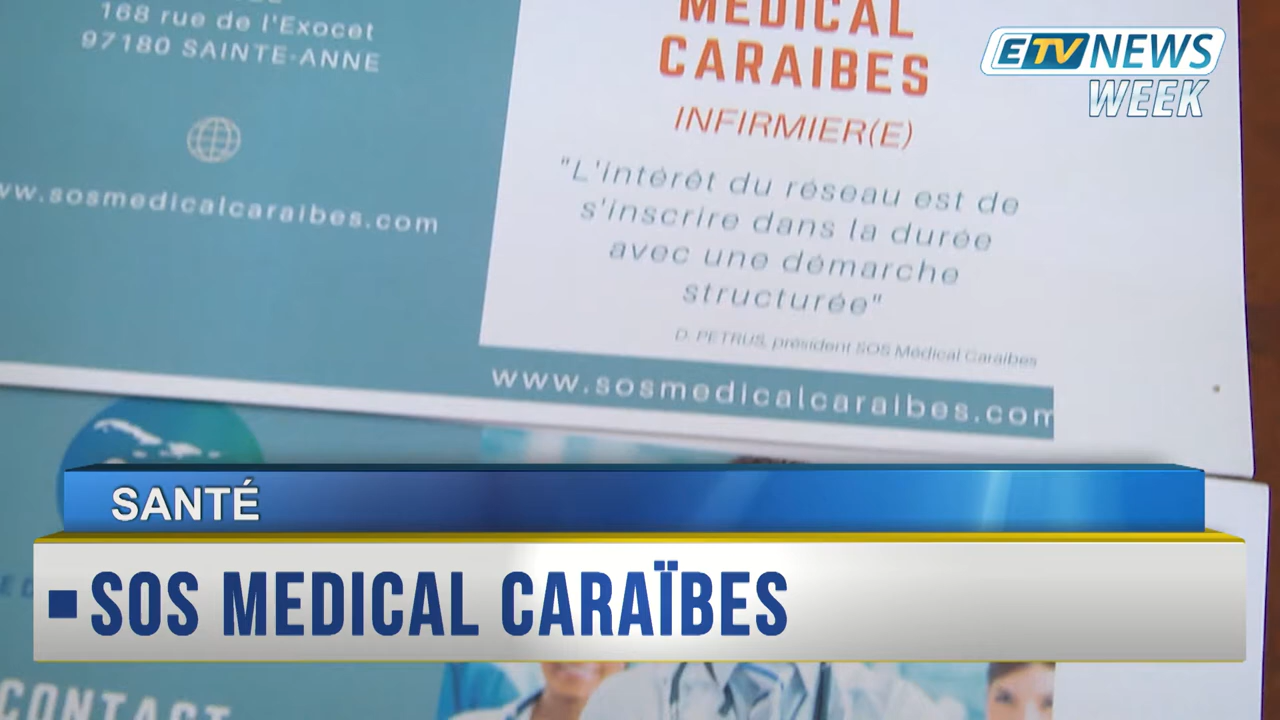 168 rue de l'Exocet
97180 SAINTE-ANNE
www.sosmedicalcaraibes.com
MEDICAL
CARAIBES
INFIRMIER(E)
"L'intérêt du réseau est de
s'inscrire dans la durée
avec une démarche
structurée"
D. PETRUS, président SOS Médical Caraibes
www.sosmedicalcaraibes.com
ETV NEWS
WEEK
SANTÉ
SOS MEDICAL CARAÏBES
CONTACT